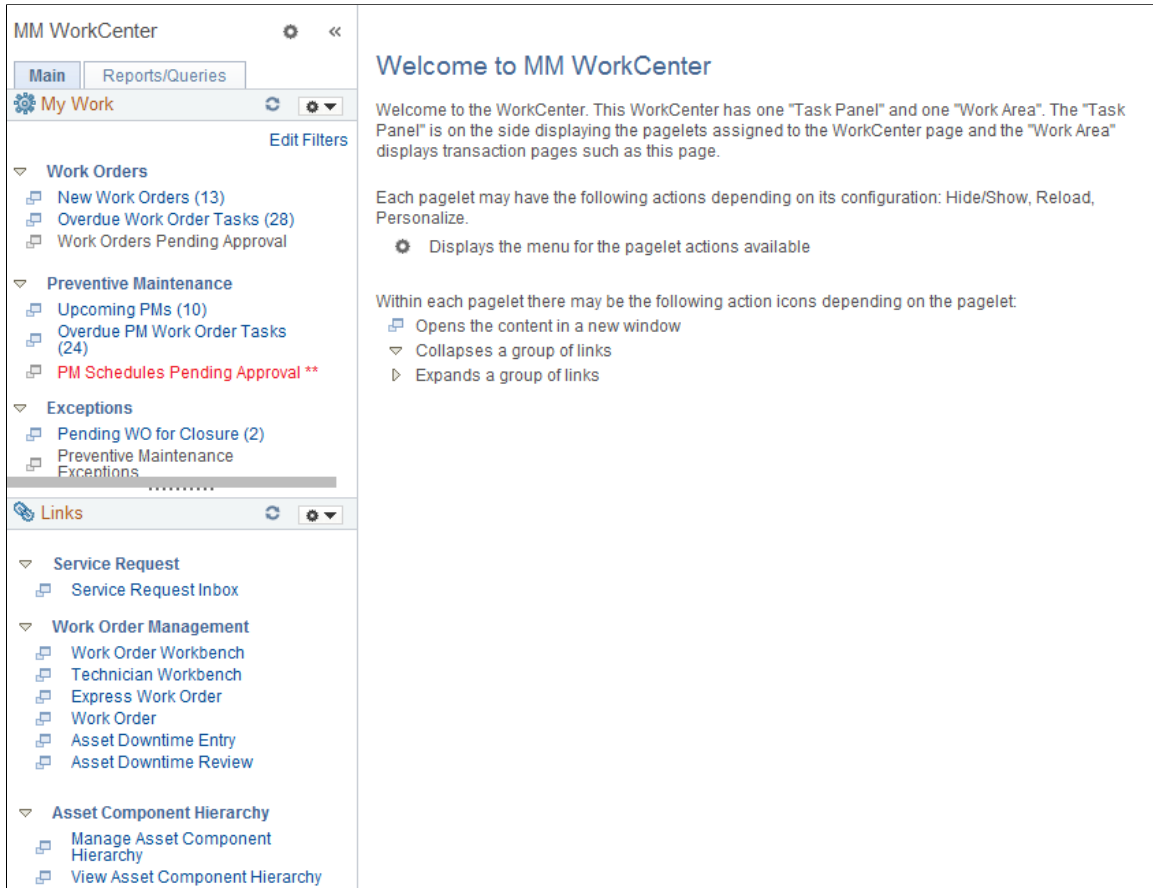 MM WorkCenter
«
Main
Reports/Queries
My Work
Edit Filters
Work Orders
New Work Orders (13)
Overdue Work Order Tasks (28)
Work Orders Pending Approval
Preventive Maintenance
Upcoming PMs (10)
Overdue PM Work Order Tasks
(24)
PM Schedules Pending Approval **
Exceptions
Pending WO for Closure (2)
Preventive Maintenance
Exceptions
Links
Service Request
Service Request Inbox
Work Order Management
Work Order Workbench
Technician Workbench
Express Work Order
Work Order
Asset Downtime Entry
Asset Downtime Review
Asset Component Hierarchy
Manage Asset Component
Hierarchy
View Asset Component Hierarchy
Welcome to MM WorkCenter
Welcome to the WorkCenter. This WorkCenter has one "Task Panel" and one "Work Area". The "Task
Panel" is on the side displaying the pagelets assigned to the WorkCenter page and the "Work Area"
displays transaction pages such as this page.
Each pagelet may have the following actions depending on its configuration: Hide/Show, Reload,
Personalize.
Displays the menu for the pagelet actions available
Within each pagelet there may be the following action icons depending on the pagelet:
Opens the content in a new window
Collapses a group of links
Expands a group of links